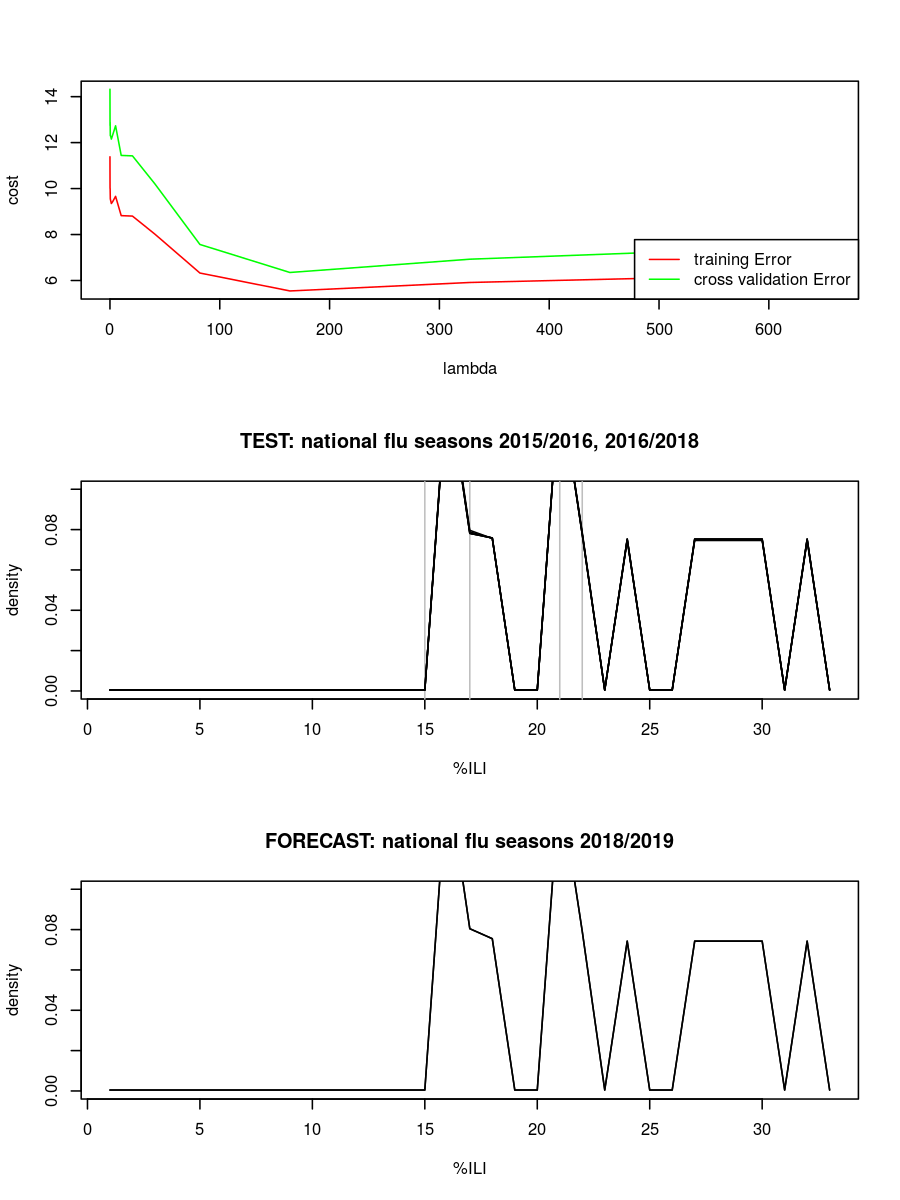 14
12
10
8
6
cost
training Error
cross validation Error
0 100 200 300 400 500 600
lambda
TEST: national flu seasons 2015/2016, 2016/2018
0.08
0.04
0.00
density
0 5 10 15 20 25 30
%ILI
FORECAST: national flu seasons 2018/2019
0.08
0.04
0.00
density
0 5 10 15 20 25 30
%ILI